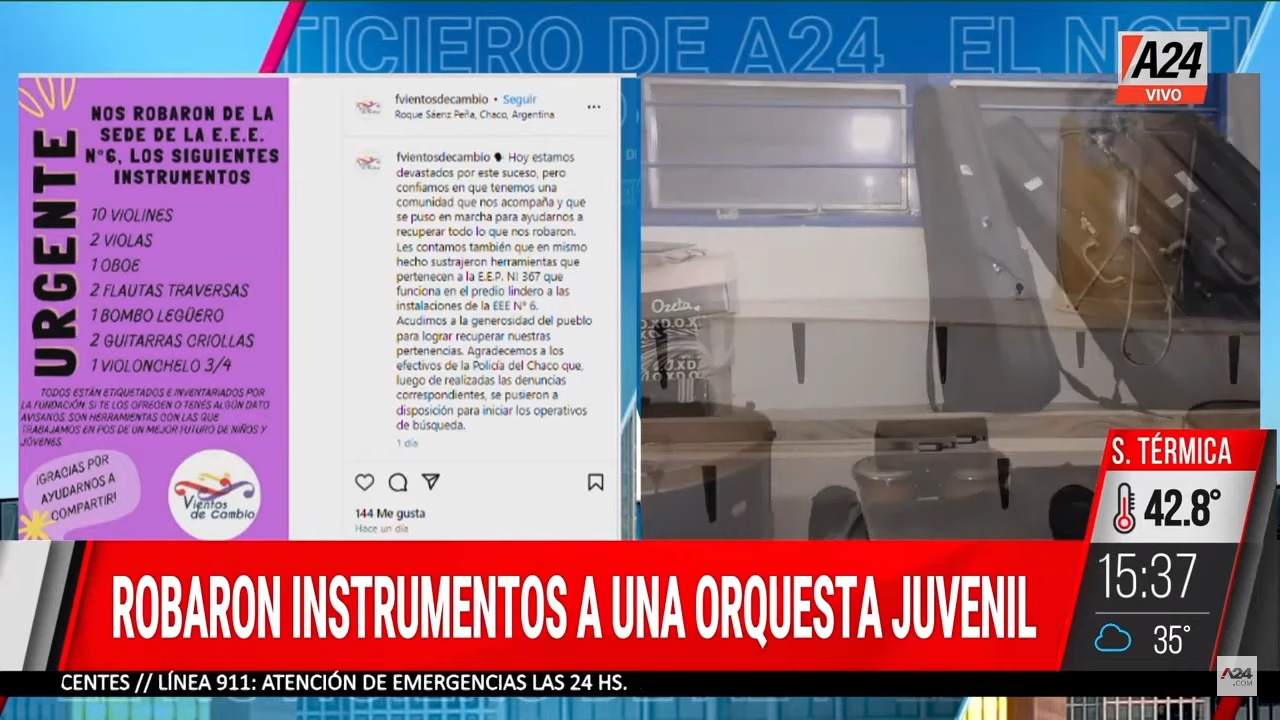 TICIERO DE A24 EL NOTI
A24
VIVO
URGENTE
NOS ROBARON DE LA
SEDE DE LA E.E.E.
N°6, LOS SIGUIENTES
INSTRUMENTOS
10 VIOLINES
2 VIOLAS
1 OBOE
2 FLAUTAS TRAVERSAS
1 BOMBO LEGÜERO
2 GUITARRAS CRIOLLAS
1 VIOLONCHELO 3/4
TODOS ESTÁN ETIQUETADOS E INVENTARIADOS POR
LA FUNDACIÓN. SI TE LOS OFRECEN O TENÉS ALGÚN DATO
AVISANOS. SON HERRAMIENTAS CON LAS QUE
TRABAJAMOS EN POS DE UN MEJOR FUTURO DE NIÑOS Y
JÓVENES
¡GRACIAS POR
AYUDARNOS A
COMPARTIR!
Vientos
de Cambio
fvientosdecambio • Seguir
Roque Sáenz Peña, Chaco, Argentina
fvientosdecambio 🗣 Hoy estamos
devastados por este suceso, pero
confiamos en que tenemos una
comunidad que nos acompaña y que
se puso en marcha para ayudarnos a
recuperar todo lo que nos robaron.
Les contamos también que en mismo
hecho sustrajeron herramientas que
pertenecen a la E.E.P. NI 367 que
funciona en el predio lindero a las
instalaciones de la EEE N° 6.
Acudimos a la generosidad del pueblo
para lograr recuperar nuestras
pertenencias. Agradecemos a los
efectivos de la Policía del Chaco que,
luego de realizadas las denuncias
correspondientes, se pusieron a
disposición para iniciar los operativos
de búsqueda.
1 día
144 Me gusta
Hace un día
Ozeta
S. TÉRMICA
42.8°
15:37
35°
ROBARON INSTRUMENTOS A UNA ORQUESTA JUVENIL
CENTES // LÍNEA 911: ATENCIÓN DE EMERGENCIAS LAS 24 HS.
A24
.COM